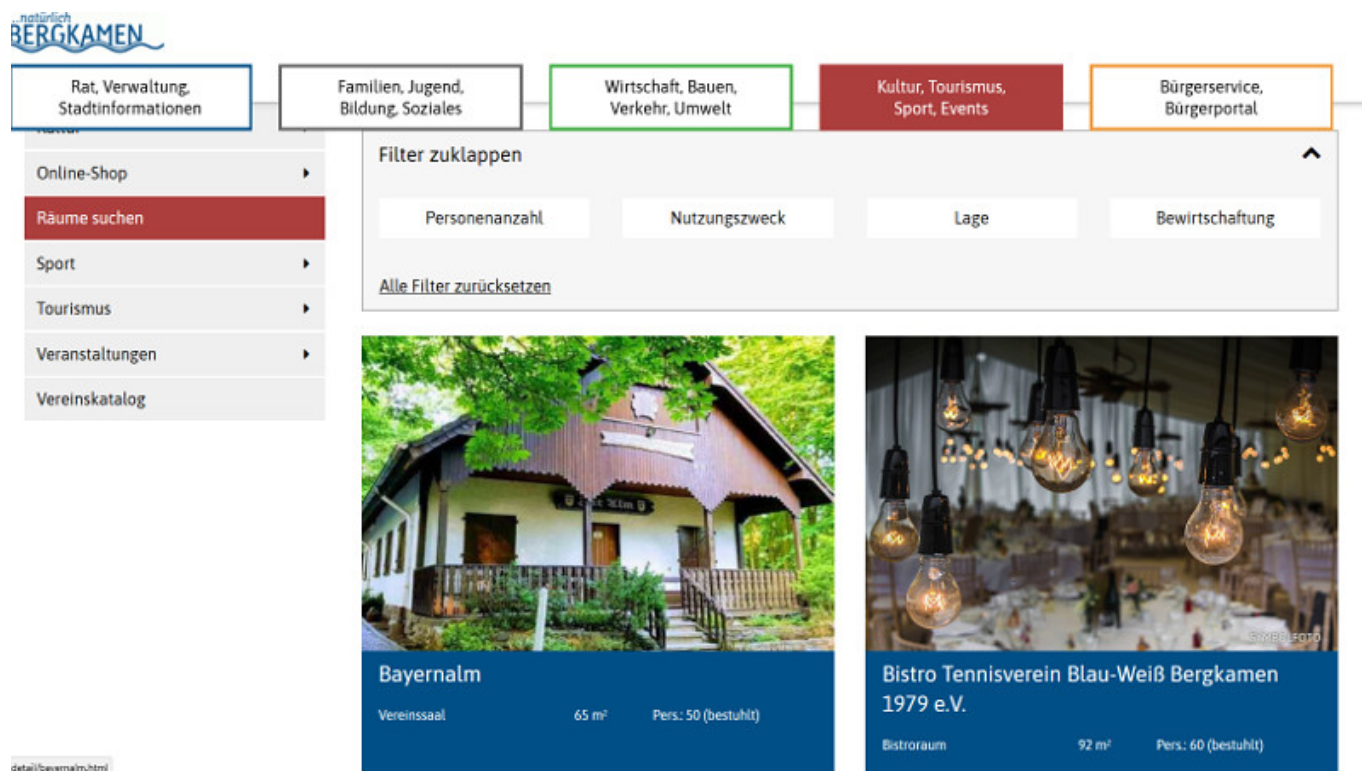 ...natürlich
BERGKAMEN
Rat, Verwaltung,
Stadtinformationen
Familien, Jugend,
Bildung, Soziales
Wirtschaft, Bauen,
Verkehr, Umwelt
Kultur, Tourismus,
Sport, Events
Bürgerservice,
Bürgerportal
Kultur
Online-Shop
Räume suchen
Sport
Tourismus
Veranstaltungen
Vereinskatalog
Filter zuklappen
Personenanzahl
Nutzungszweck
Lage
Bewirtschaftung
Alle Filter zurücksetzen
Alm
SYMBOLFOTO
Bayernalm
Vereinssaal
65 m²
Pers.: 50 (bestuhlt)
Bistro Tennisverein Blau-Weiß Bergkamen
1979 e.V.
Bistroraum
92 m²
Pers.: 60 (bestuhlt)
detail/bayernalm.html